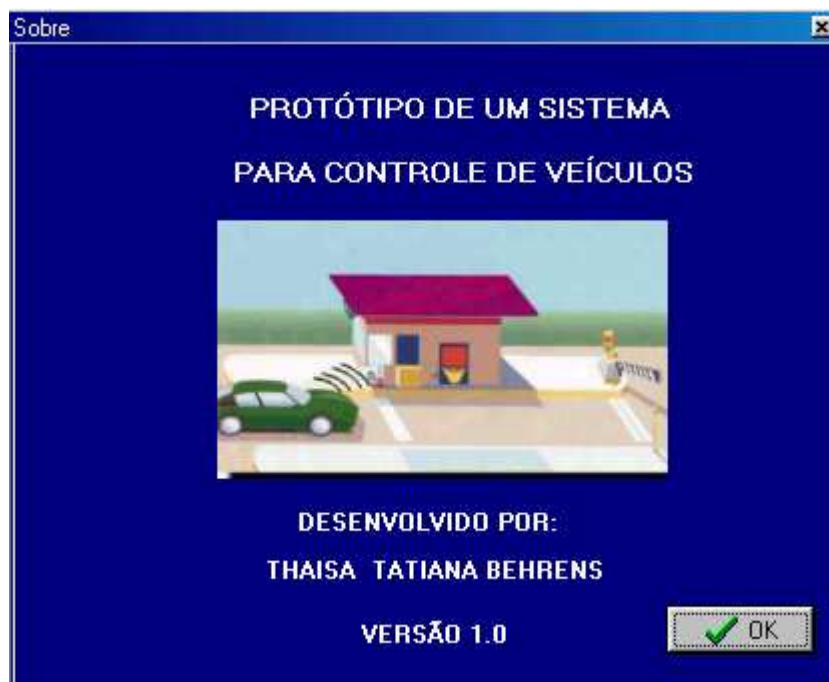 Sobre
PROTÓTIPO DE UM SISTEMA
PARA CONTROLE DE VEÍCULOS
DESENVOLVIDO POR:
THAISA TATIANA BEHRENS
VERSÃO 1.0
OK